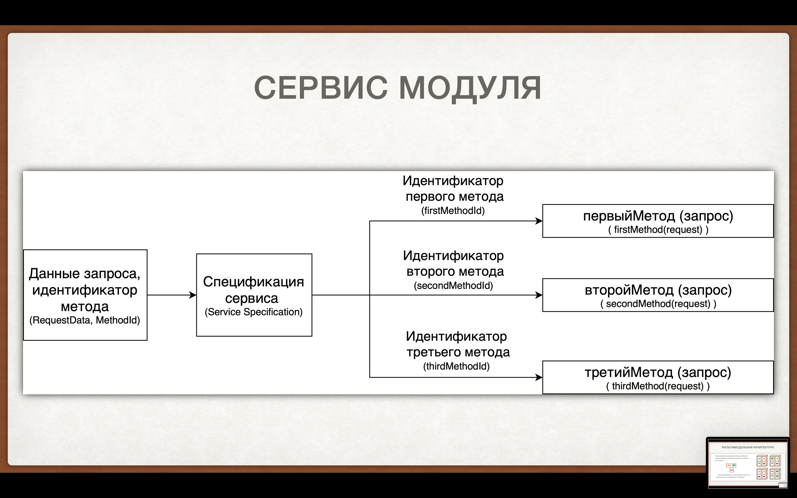 СЕРВИС МОДУЛЯ
Данные запроса,
идентификатор
метода
(RequestData, MethodId)
Спецификация
сервиса
(Service Specification)
Идентификатор
первого метода
(firstMethodId)
первыйМетод (запрос)
( firstMethod(request) )
Идентификатор
второго метода
(secondMethodId)
второйМетод (запрос)
( secondMethod(request) )
Идентификатор
третьего метода
(thirdMethodId)
третийМетод (запрос)
( thirdMethod(request) )